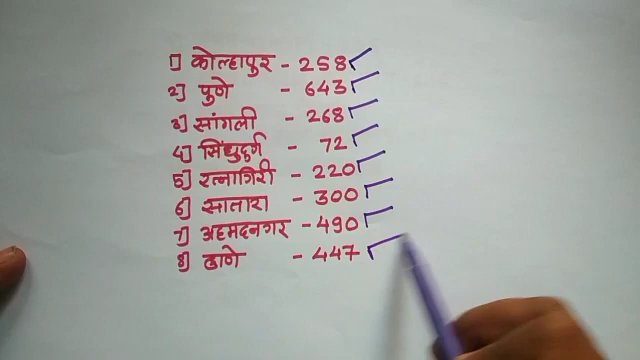 1] कोल्हापुर - 258
2] पुणे - 643
3] सांगली - 268
4] सिंधुदुर्ग - 72
5] रत्नागिरी - 220
6] सातारा - 300
7] अहमदनगर - 490
8] ठाणे - 447